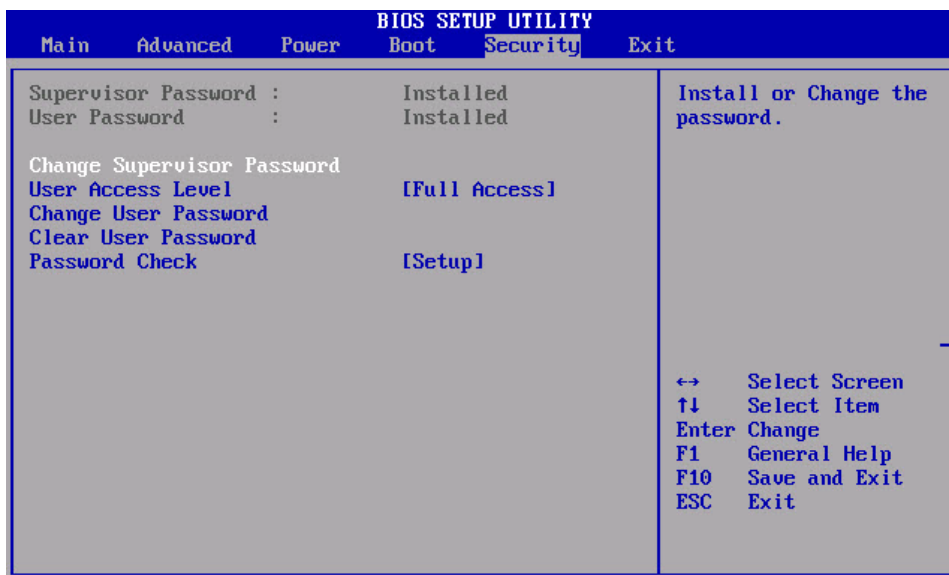 BIOS SETUP UTILITY
Main Advanced Power Boot Security Exit
Supervisor Password : Installed
User Password : Installed
Change Supervisor Password
User Access Level [Full Access]
Change User Password
Clear User Password
Password Check [Setup]
Install or Change the
password.
←→ Select Screen
↑↓ Select Item
Enter Change
F1 General Help
F10 Save and Exit
ESC Exit